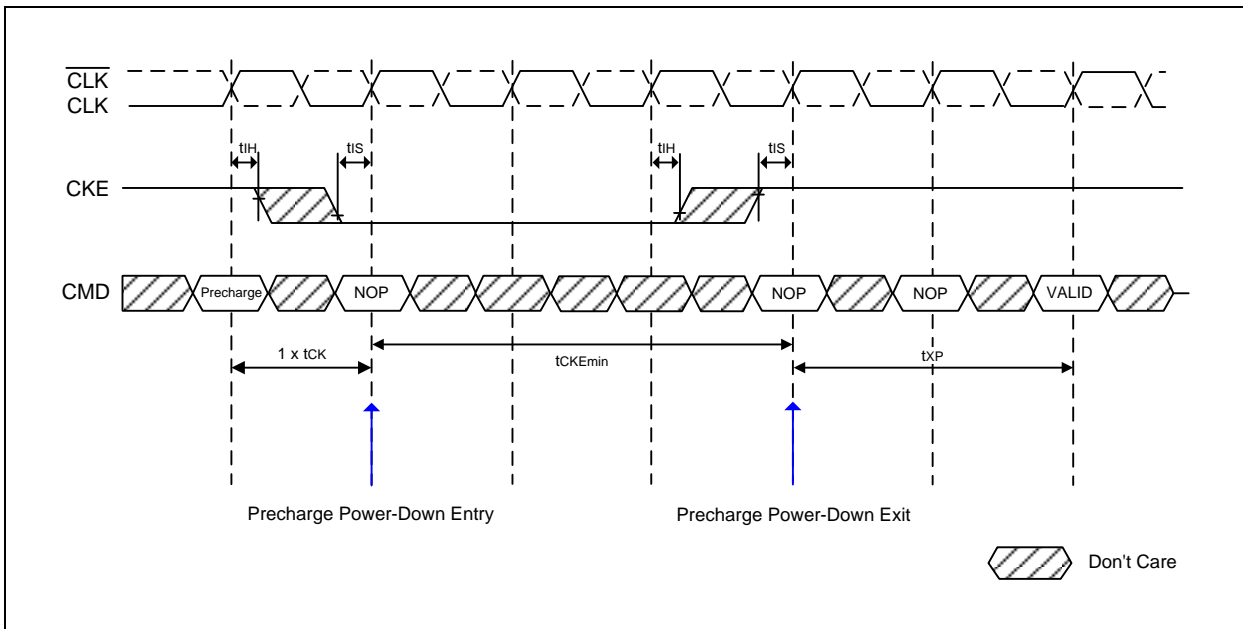 CLK
CLK
tIH
tIS
tIH
tIS
CKE
CMD
Precharge
NOP
NOP
NOP
VALID
1 x tCK
tCKEmin
tXP
Precharge Power-Down Entry
Precharge Power-Down Exit
Don't Care